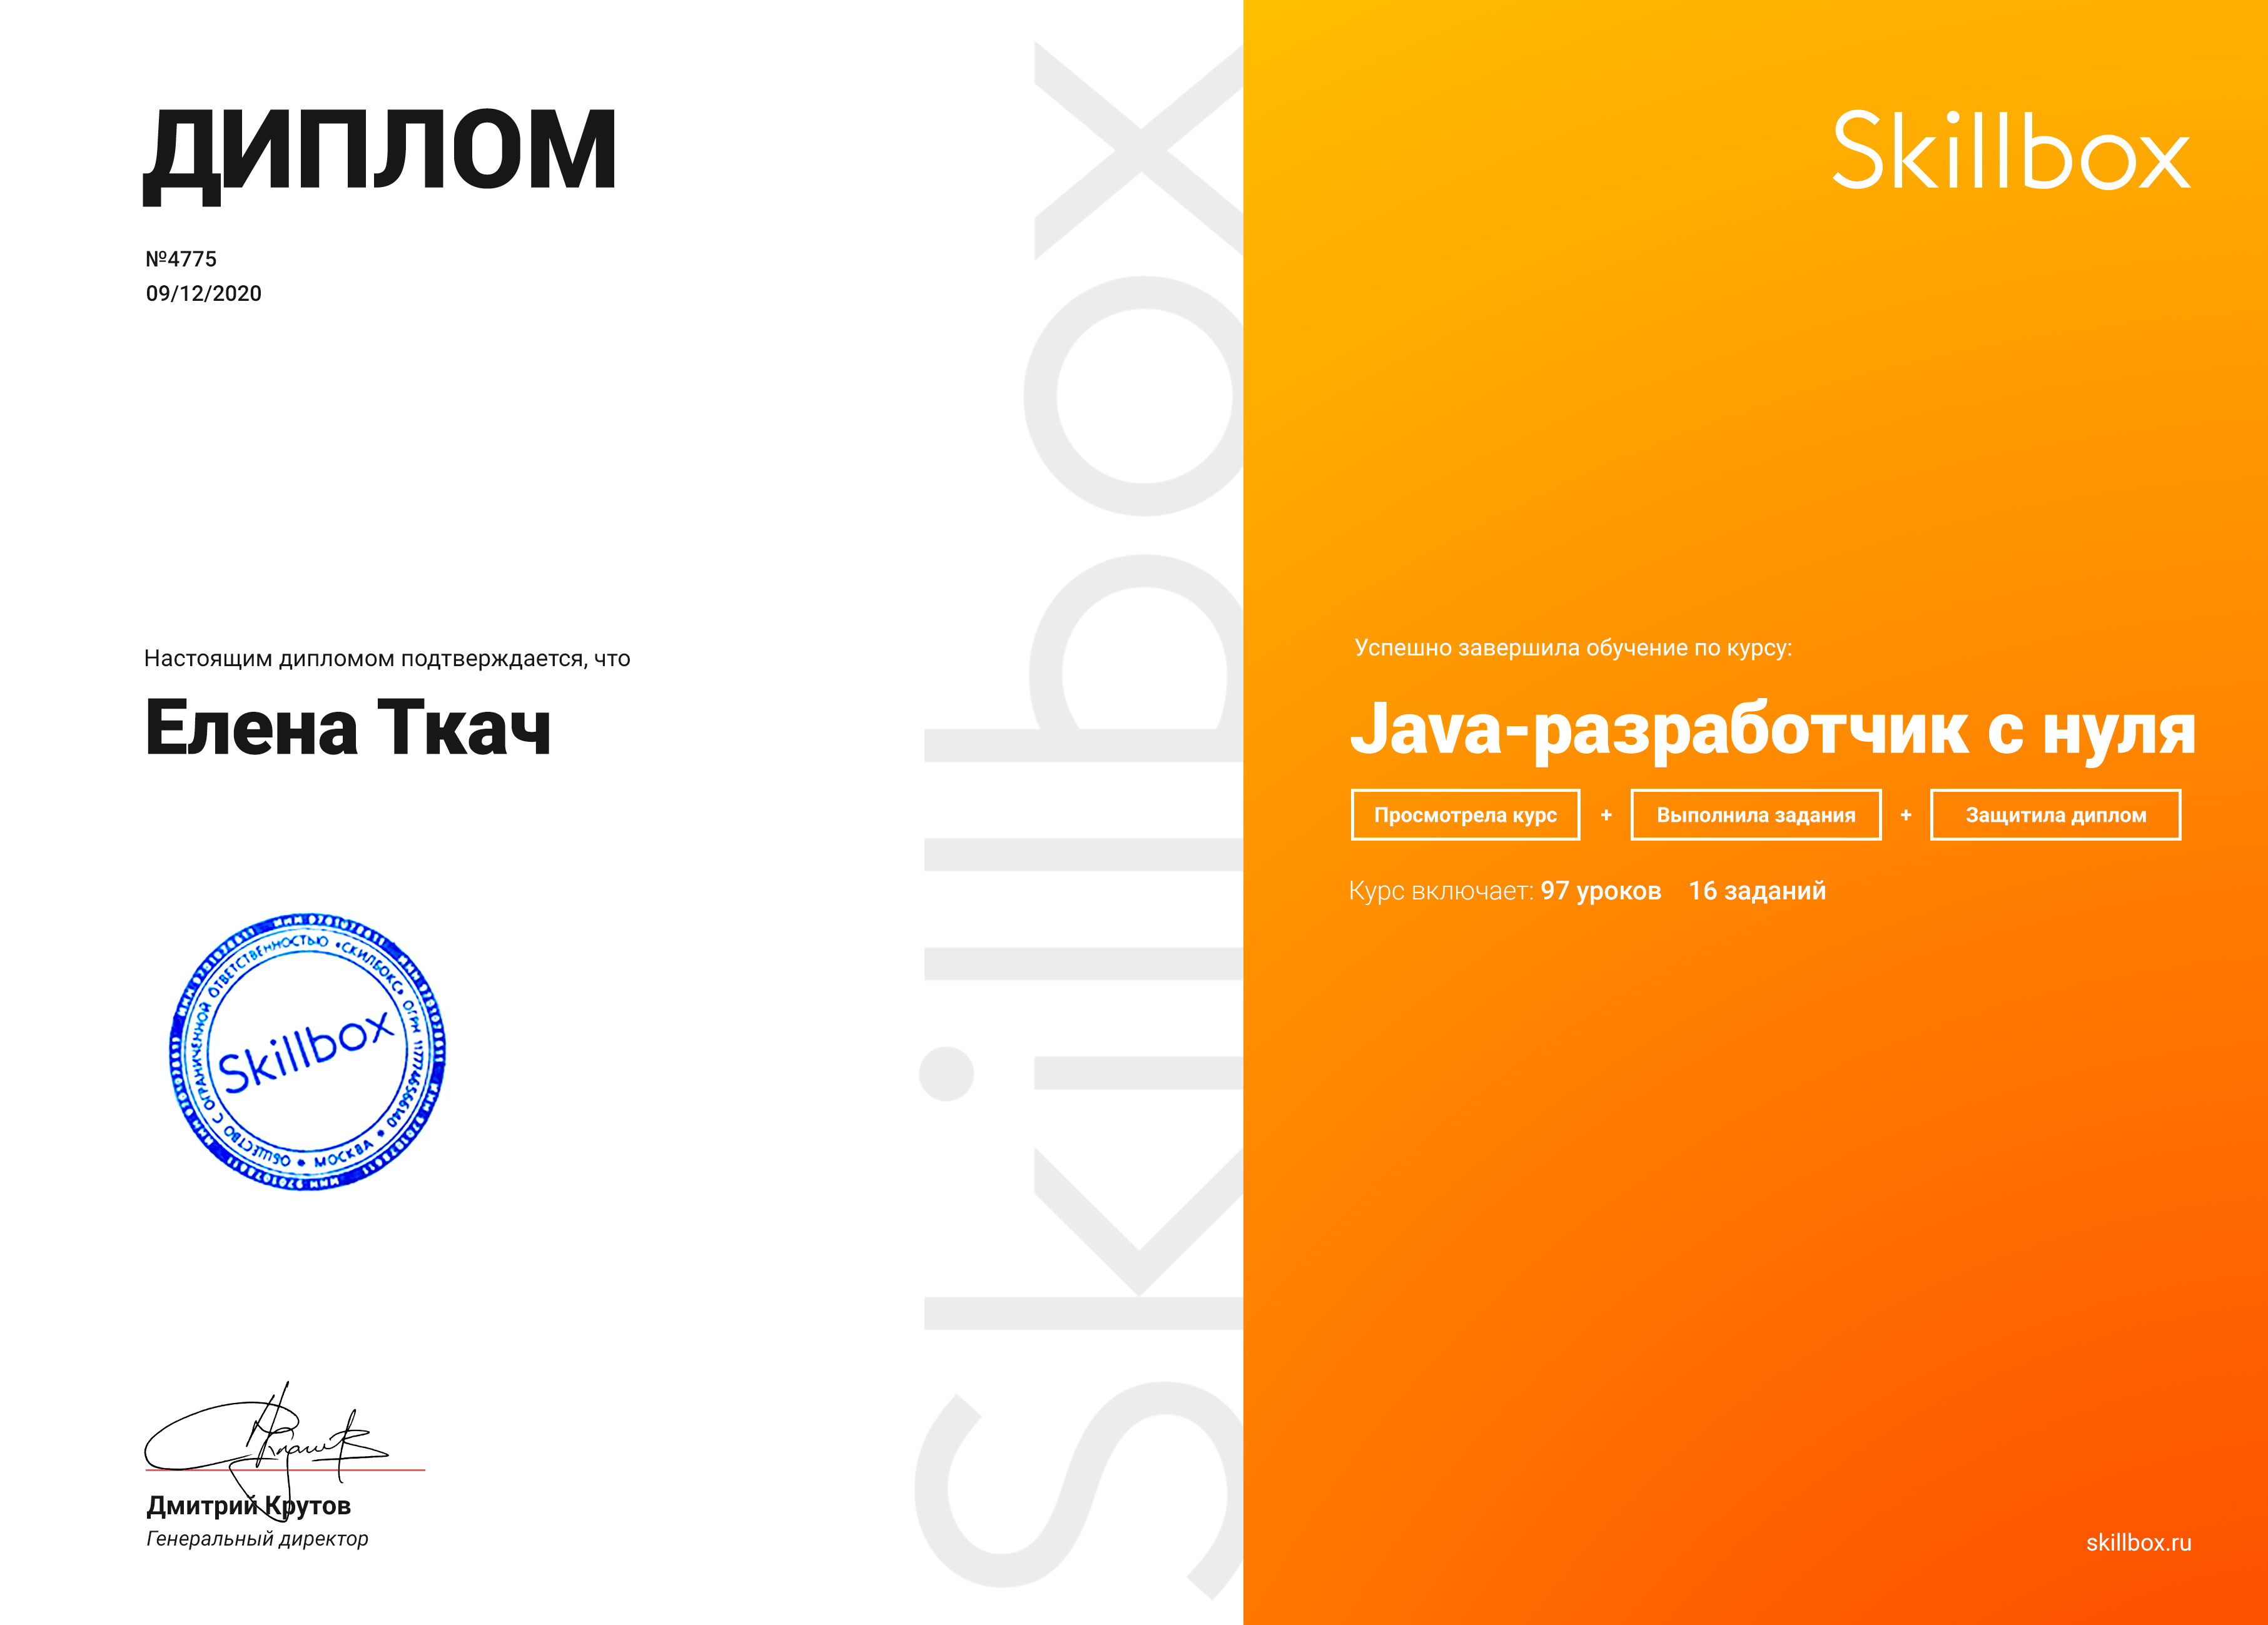 ДИПЛОМ
№4775
09/12/2020
Настоящим дипломом подтверждается, что
Елена Ткач
ОБЩЕСТВО С ОГРАНИЧЕННОЙ ОТВЕТСТВЕННОСТЬЮ «СКИЛБОКС» ОГРН 1177746566140 * МОСКВА *
Skillbox
Дмитрий Крутов
Генеральный директор
Skillbox
Skillbox
Успешно завершила обучение по курсу:
Java-разработчик с нуля
Просмотрела курс + Выполнила задания + Защитила диплом
Курс включает: 97 уроков 16 заданий
skillbox.ru